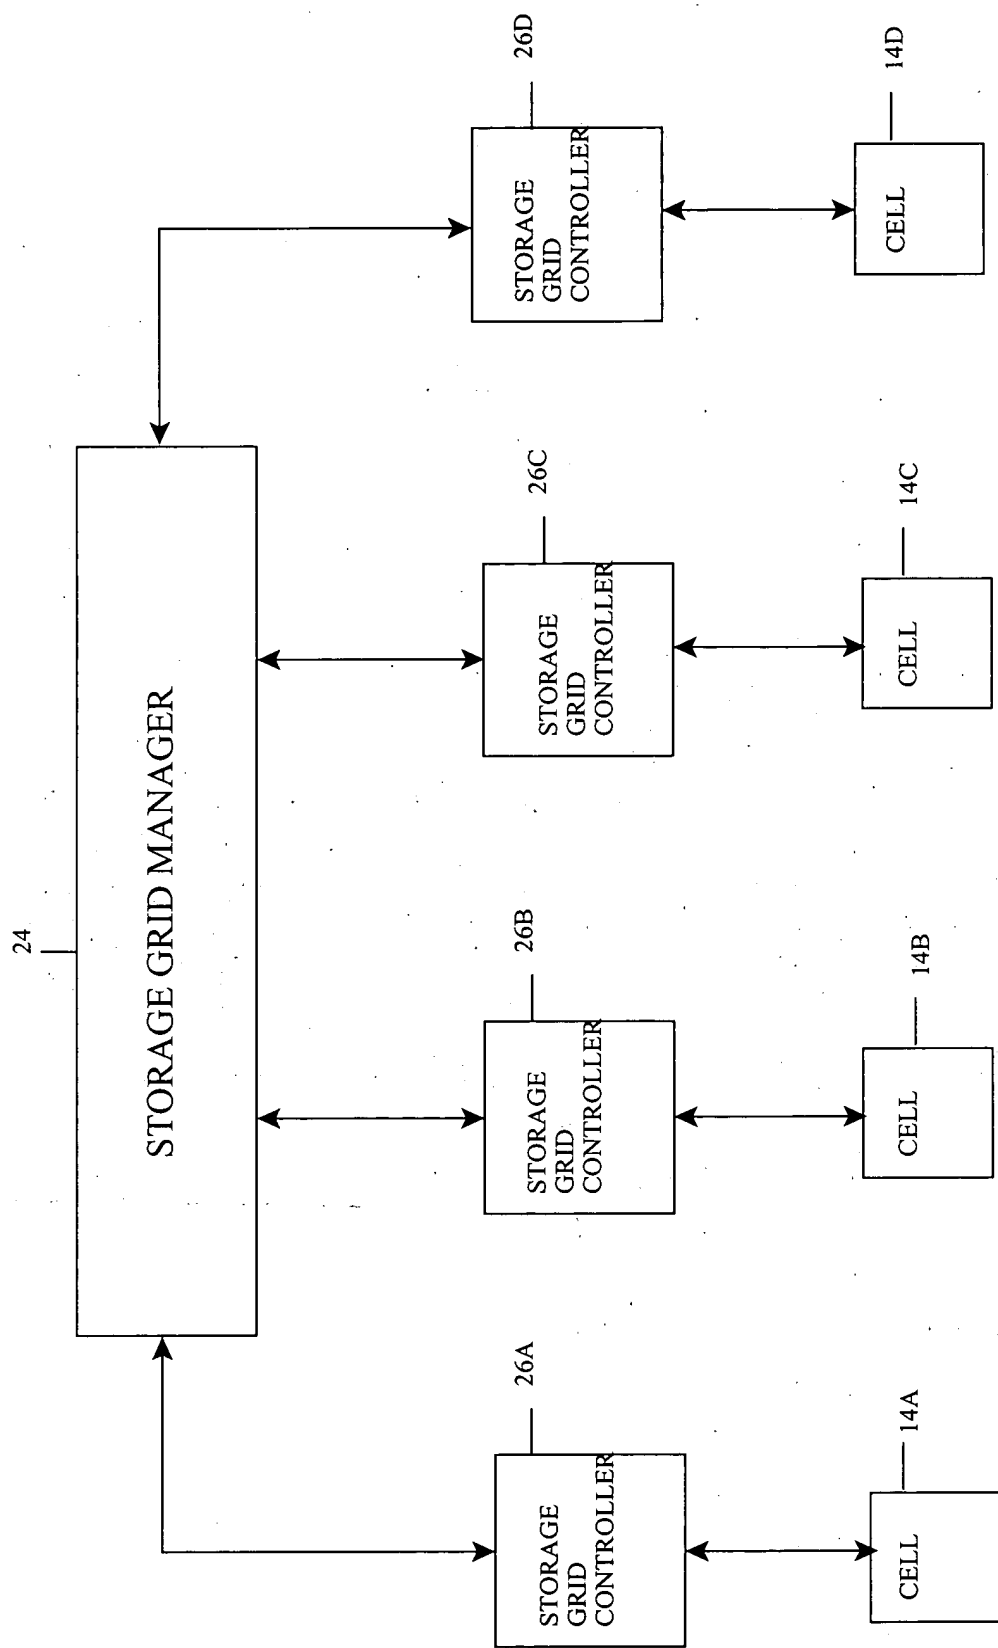 24
STORAGE GRID MANAGER
26A
STORAGE
GRID
CONTROLLER
26B
STORAGE
GRID
CONTROLLER
26C
STORAGE
GRID
CONTROLLER
26D
STORAGE
GRID
CONTROLLER
14A
CELL
14B
CELL
14C
CELL
14D
CELL